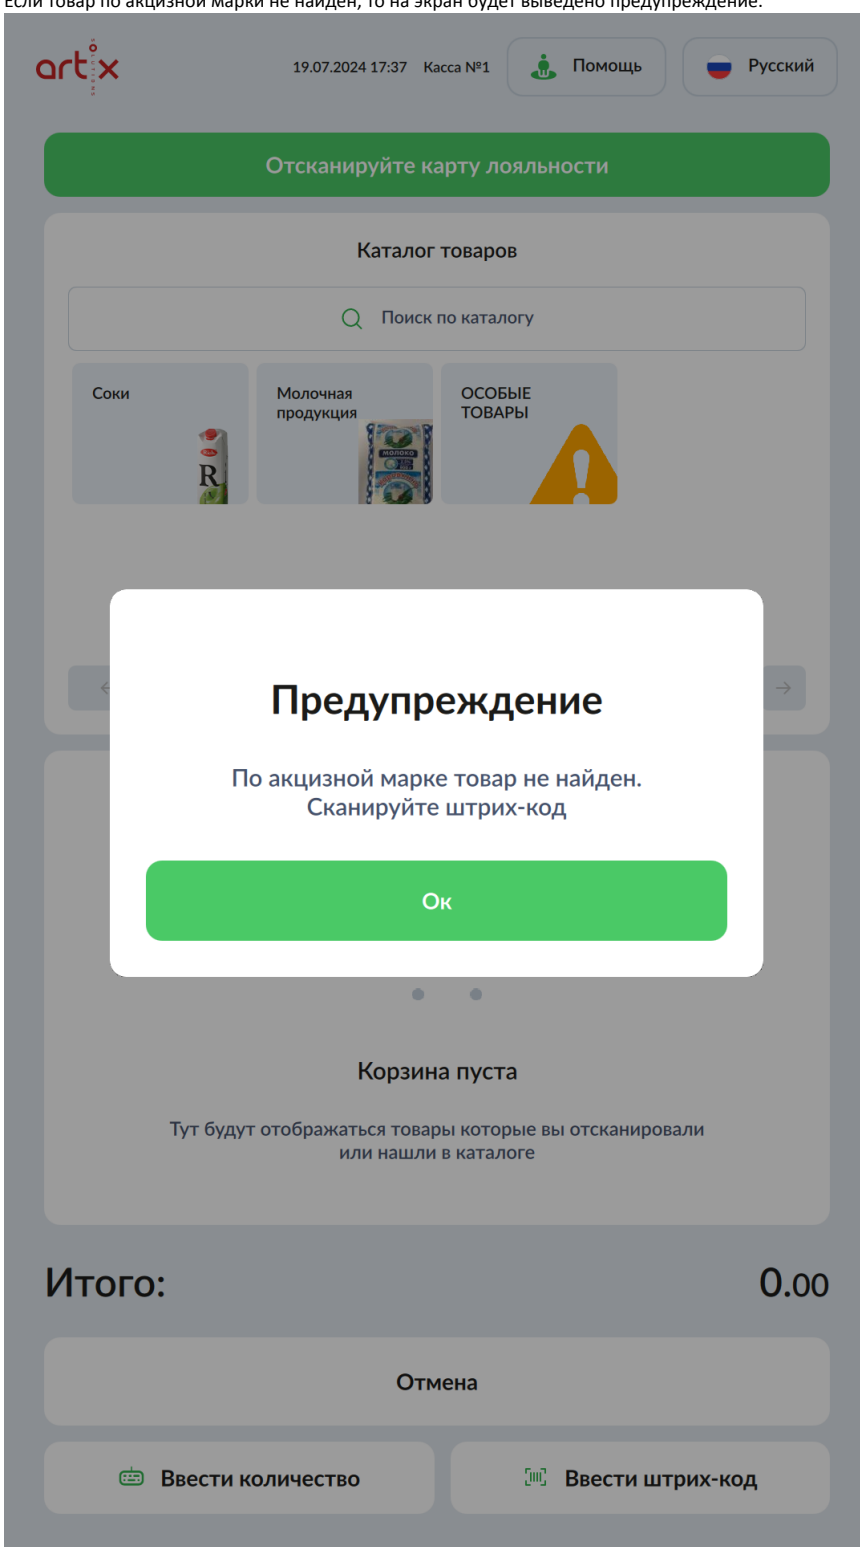 Если товар по акцизной марки не найден, то на экран будет выведено предупреждение.
artix
19.07.2024 17:37 Касса №1 Помощь Русский
Отсканируйте карту лояльности
Каталог товаров
Поиск по каталогу
Соки
Молочная
продукция
ОСОБЫЕ
ТОВАРЫ
R
МОЛОКО
Предупреждение
По акцизной марке товар не найден.
Сканируйте штрих-код
Ок
Корзина пуста
Тут будут отображаться товары которые вы отсканировали
или нашли в каталоге
Итого: 0.00
Отмена
Ввести количество Ввести штрих-код